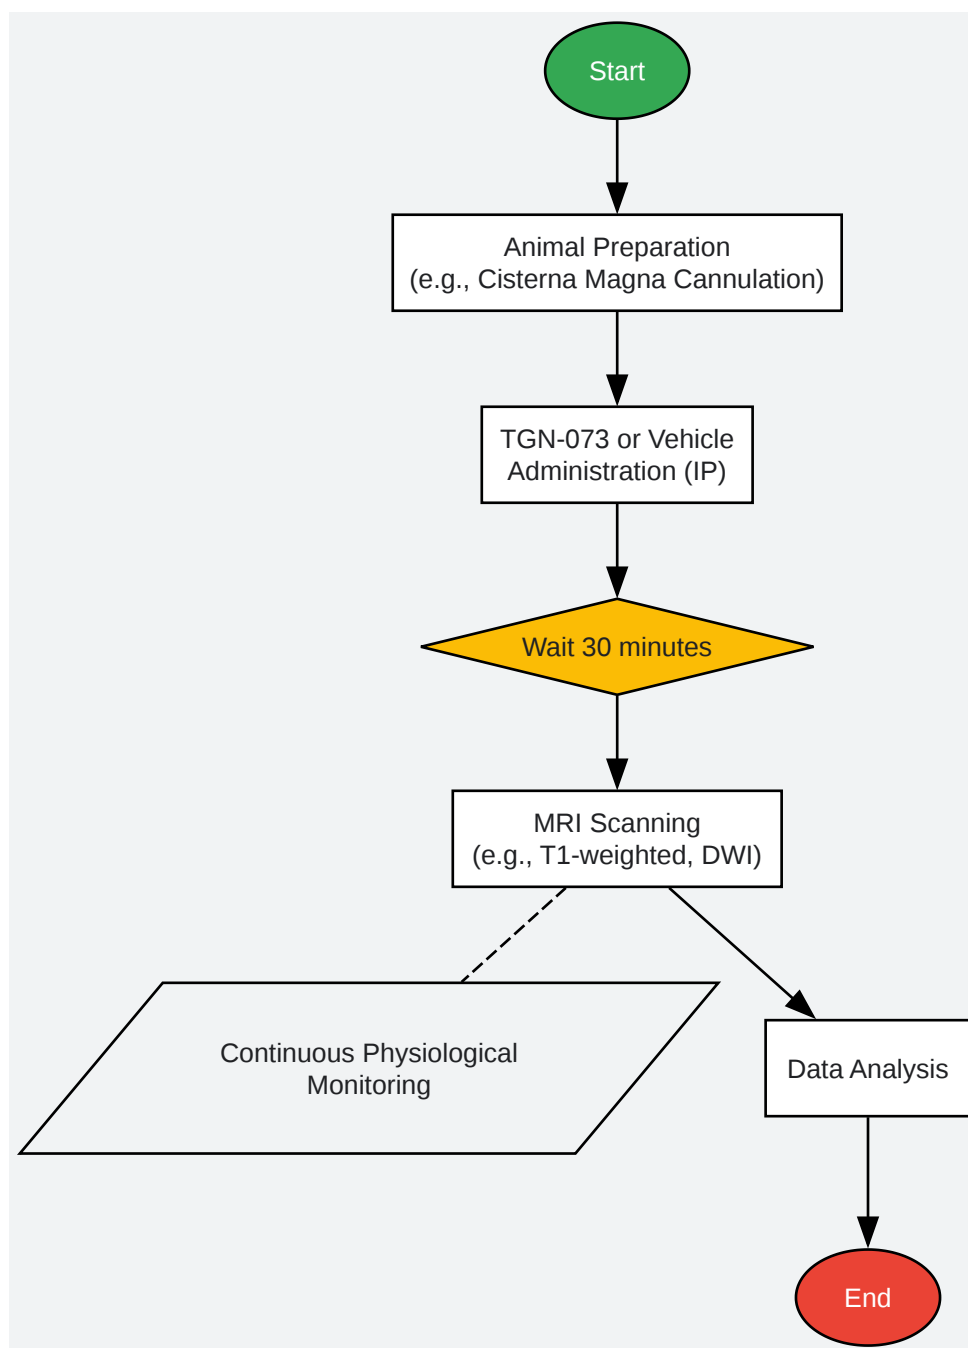 Start
Animal Preparation
(e.g., Cisterna Magna Cannulation)
TGN-073 or Vehicle
Administration (IP)
Wait 30 minutes
MRI Scanning
(e.g., T1-weighted, DWI)
Continuous Physiological
Monitoring
Data Analysis
End